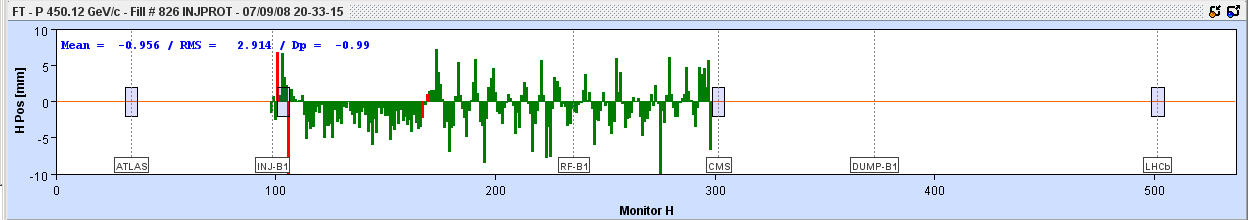 FT - P 450.12 GeV/c - Fill # 826 INJPROT - 07/09/08 20-33-15
Mean = -0.956 / RMS = 2.914 / Dp = -0.99
H Pos [mm]
10
5
0
-5
-10
ATLAS INJ-B1 RF-B1 CMS DUMP-B1 LHCb
0 100 200 300 400 500
Monitor H